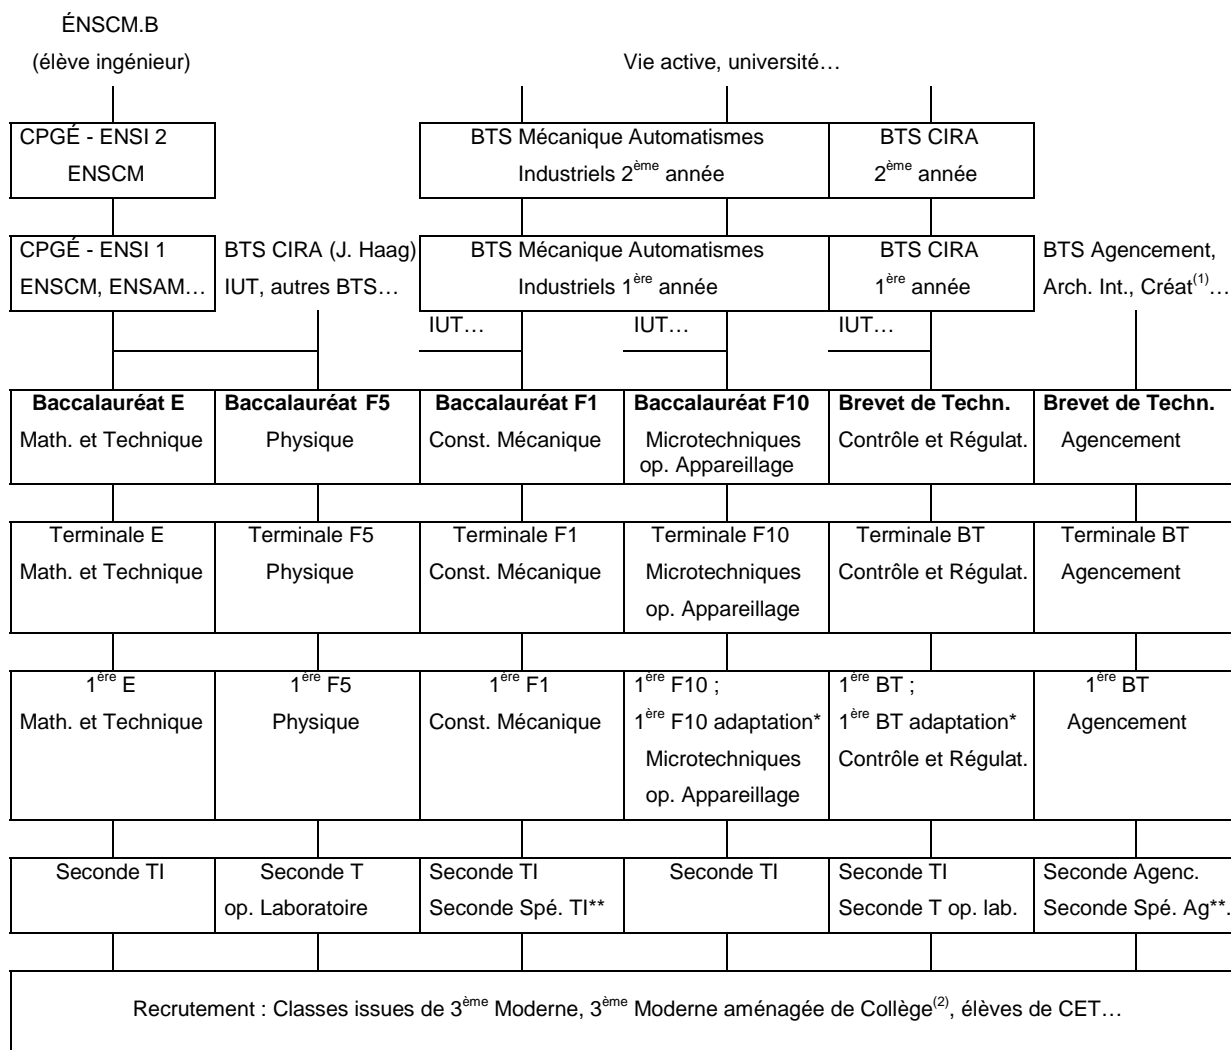 ÉNSCM.B
(élève ingénieur)
Vie active, université…
CPGÉ - ENSI 2
ENSCM
BTS Mécanique Automatismes
Industriels 2ème année
BTS CIRA
2ème année
CPGÉ - ENSI 1
ENSCM, ENSAM…
BTS CIRA (J. Haag)
IUT, autres BTS…
BTS Mécanique Automatismes
Industriels 1ère année
BTS CIRA
1ère année
BTS Agencement,
Arch. Int., Créat(1)…
IUT…
IUT…
IUT…
Baccalauréat E
Math. et Technique
Baccalauréat F5
Physique
Baccalauréat F1
Const. Mécanique
Baccalauréat F10
Microtechniques
op. Appareillage
Brevet de Techn.
Contrôle et Régulat.
Brevet de Techn.
Agencement
Terminale E
Math. et Technique
Terminale F5
Physique
Terminale F1
Const. Mécanique
Terminale F10
Microtechniques
op. Appareillage
Terminale BT
Contrôle et Régulat.
Terminale BT
Agencement
1ère E
Math. et Technique
1ère F5
Physique
1ère F1
Const. Mécanique
1ère F10 ;
1ère F10 adaptation*
Microtechniques
op. Appareillage
1ère BT ;
1ère BT adaptation*
Contrôle et Régulat.
1ère BT
Agencement
Seconde TI
Seconde T
op. Laboratoire
Seconde TI
Seconde Spé. TI**
Seconde TI
Seconde TI
Seconde T op. lab.
Seconde Agenc.
Seconde Spé. Ag**.
Recrutement : Classes issues de 3ème Moderne, 3ème Moderne aménagée de Collège(2), élèves de CET…